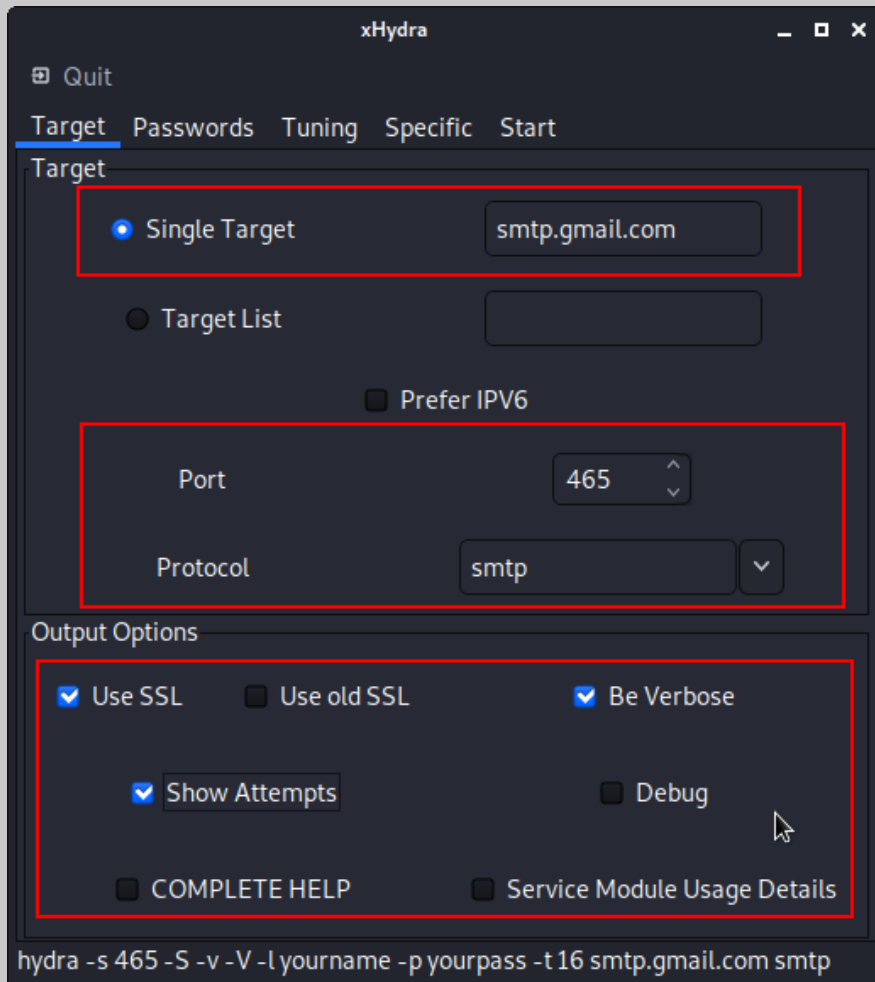 xHydra
Quit
Target Passwords Tuning Specific Start
Target
Single Target smtp.gmail.com
Target List
Prefer IPV6
Port 465
Protocol smtp
Output Options
Use SSL Use old SSL Be Verbose
Show Attempts Debug
COMPLETE HELP Service Module Usage Details
hydra -s 465 -S -v -V -l yourname -p yourpass -t 16 smtp.gmail.com smtp